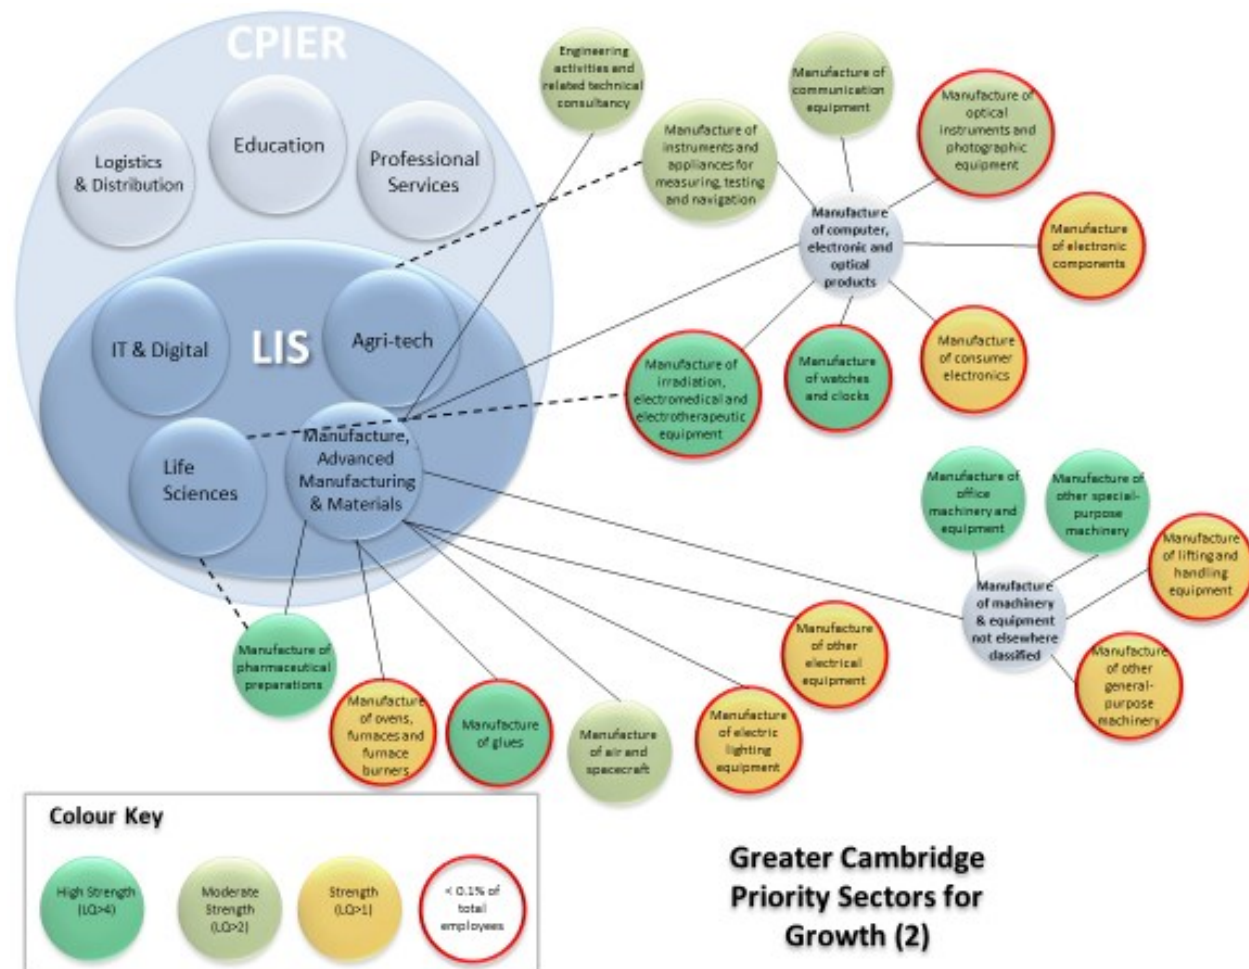 CPIER
Logistics
& Distribution
Education
Professional
Services
IT & Digital
LIS
Agri-tech
Life
Sciences
Manufacture,
Advanced
Manufacturing
& Materials
Engineering
activities and
related technical
consultancy
Manufacture of
instruments and
appliances for
measuring, testing
and navigation
Manufacture of
communication
equipment
Manufacture of
optical
instruments and
photographic
equipment
Manufacture
of computer,
electronic and
optical
products
Manufacture
of electronic
components
Manufacture
of consumer
electronics
Manufacture
of watches
and clocks
Manufacture
of irradiation,
electromedical and
electrotherapeutic
equipment
Manufacture of
office
machinery and
equipment
Manufacture of
other special-
purpose
machinery
Manufacture
of lifting and
handling
equipment
Manufacture
of machinery
& equipment
not elsewhere
classified
Manufacture
of other
general-
purpose
machinery
Manufacture
of other
electrical
equipment
Manufacture
of electric
lighting
equipment
Manufacture
of air and
spacecraft
Manufacture
of glues
Manufacture
of ovens,
furnaces and
furnace
burners
Manufacture of
pharmaceutical
preparations
Colour Key
High Strength
(LQ>4)
Moderate
Strength
(LQ>2)
Strength
(LQ>1)
< 0.1% of
total
employees
Greater Cambridge
Priority Sectors for
Growth (2)